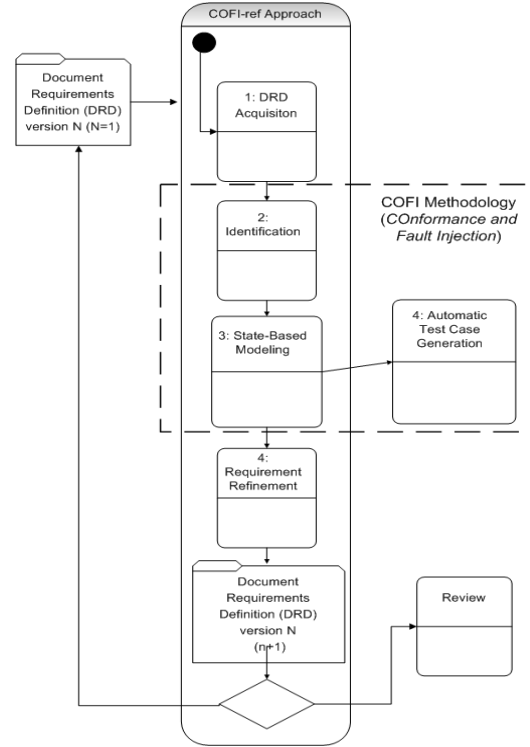 COFI-ref Approach
Document
Requirements
Definition (DRD)
version N (N=1)
1: DRD
Acquisiton
COFI Methodology
(COnformance and
Fault Injection)
2:
Identification
3: State-Based
Modeling
4: Automatic
Test Case
Generation
4:
Requirement
Refinement
Document
Requirements
Definition (DRD)
version N
(n+1)
Review